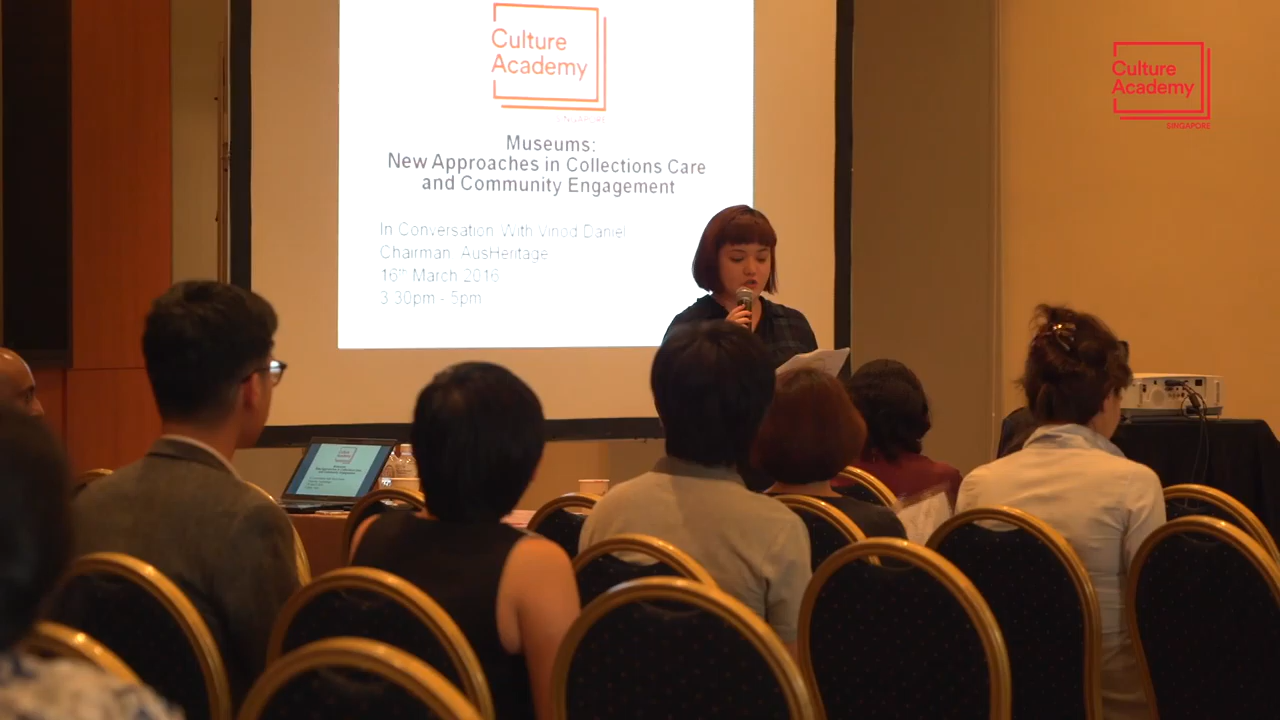 Culture
Academy
SINGAPORE
Museums:
New Approaches in Collections Care
and Community Engagement
In Conversation With Vinod Daniel
Chairman AusHeritage
16th March 2016
3.30pm - 5pm
Culture
Academy
SINGAPORE